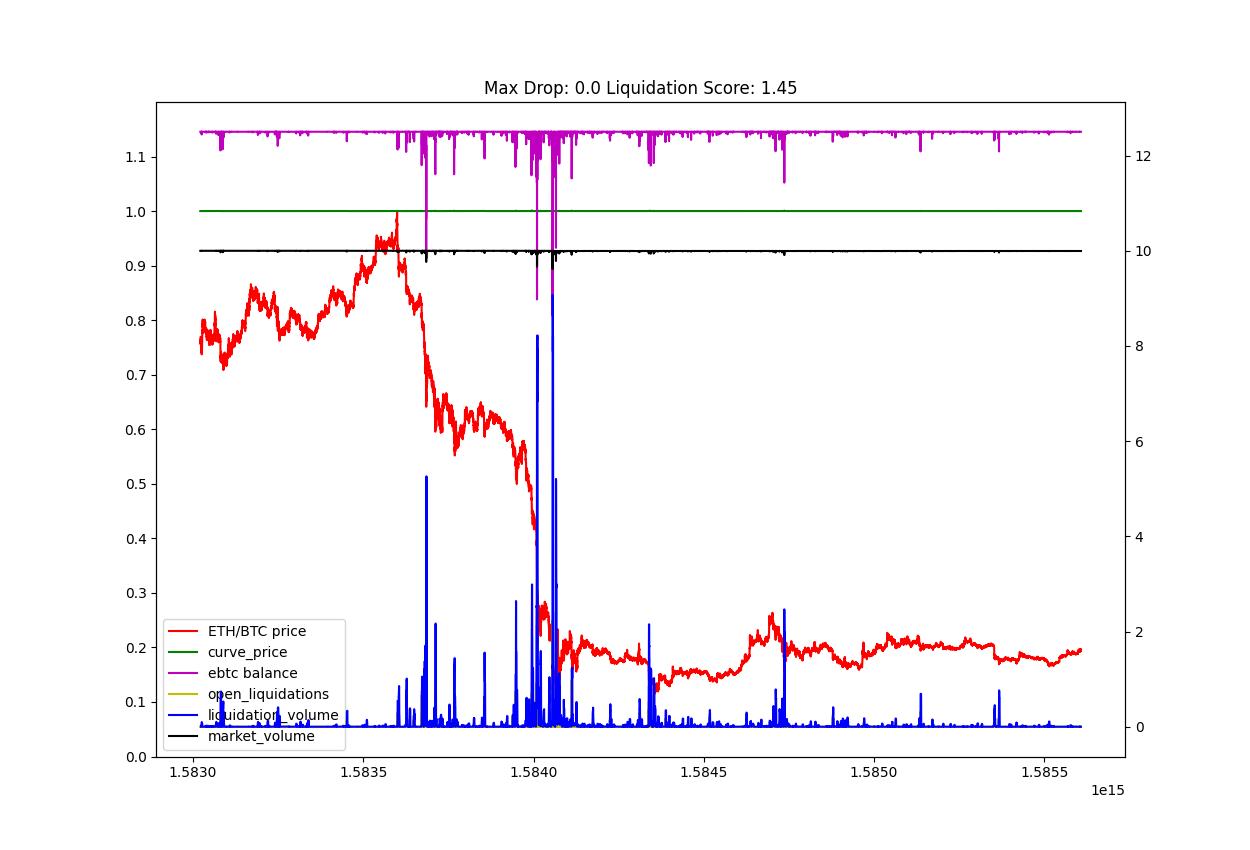 Max Drop: 0.0 Liquidation Score: 1.45
1.1
1.0
0.9
0.8
0.7
0.6
0.5
0.4
0.3
0.2
0.1
0.0
12
10
8
6
4
2
0
ETH/BTC price
curve_price
ebtc balance
open_liquidations
liquidation_volume
market_volume
1.5830 1.5835 1.5840 1.5845 1.5850 1.5855
1e15